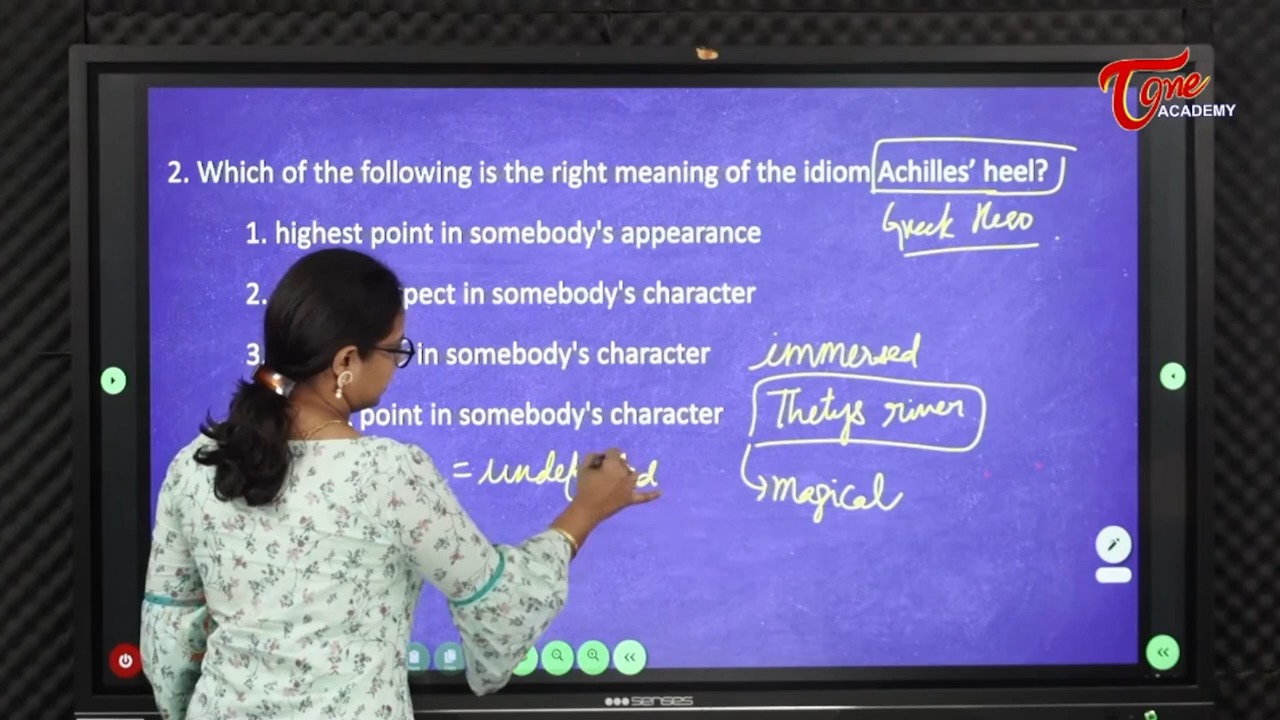 Tone
ACADEMY
2. Which of the following is the right meaning of the idiom Achilles' heel?
Greek Hero
1. highest point in somebody's appearance
2. pect in somebody's character
3. in somebody's character
immersed
point in somebody's character
Thetys river
=
magical
senses